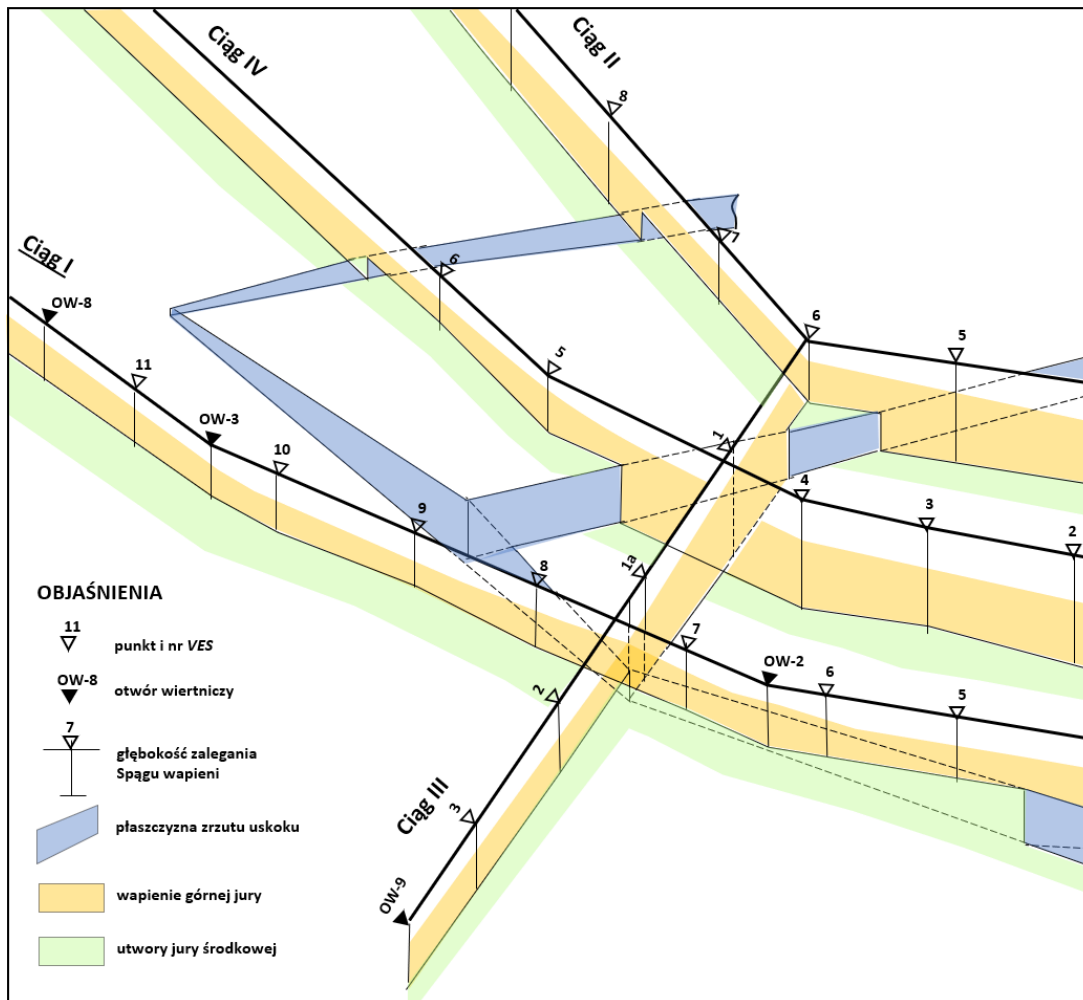 Ciąg IV
Ciąg II
8
7
6
5
Ciąg I
OW-8
11
OW-3
10
9
8
7
OW-2
6
5
6
5
4
3
2
1
1a
2
3
OW-9
Ciąg III
OBJAŚNIENIA
11
punkt i nr VES
OW-8
otwór wiertniczy
7
głębokość zalegania
Spągu wapieni
płaszczyzna zrzutu uskoku
wapienie górnej jury
utwory jury środkowej